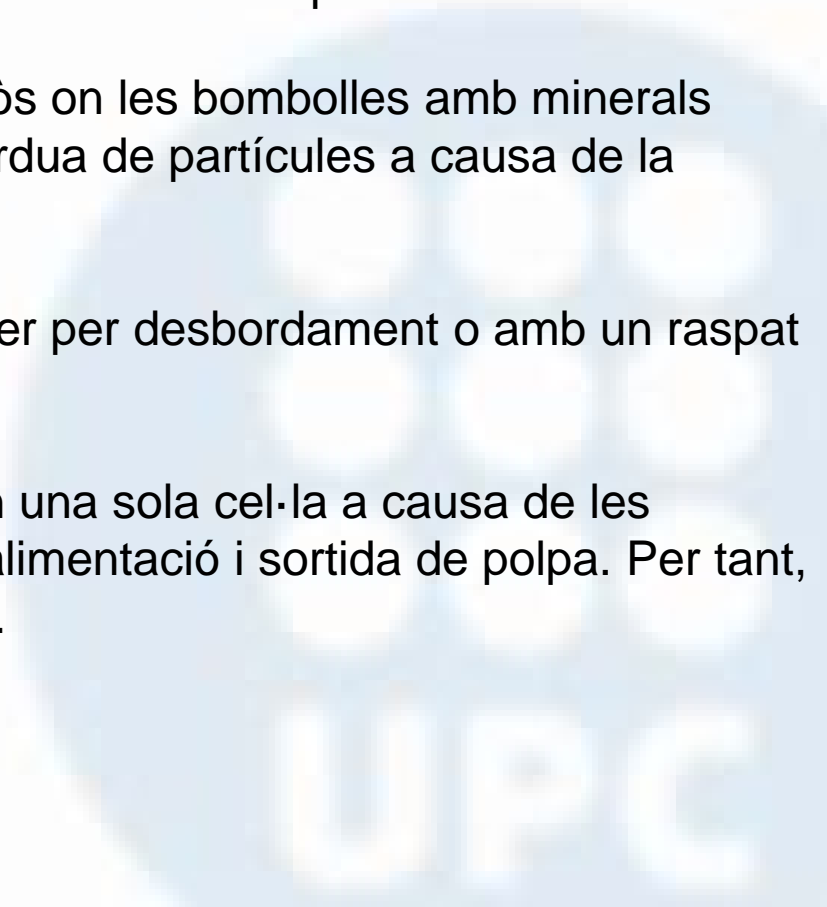 òs on les bombolles amb minerals
rdua de partícules a causa de la
er per desbordament o amb un raspat
una sola cel·la a causa de les
alimentació i sortida de polpa. Per tant,
.
UPC